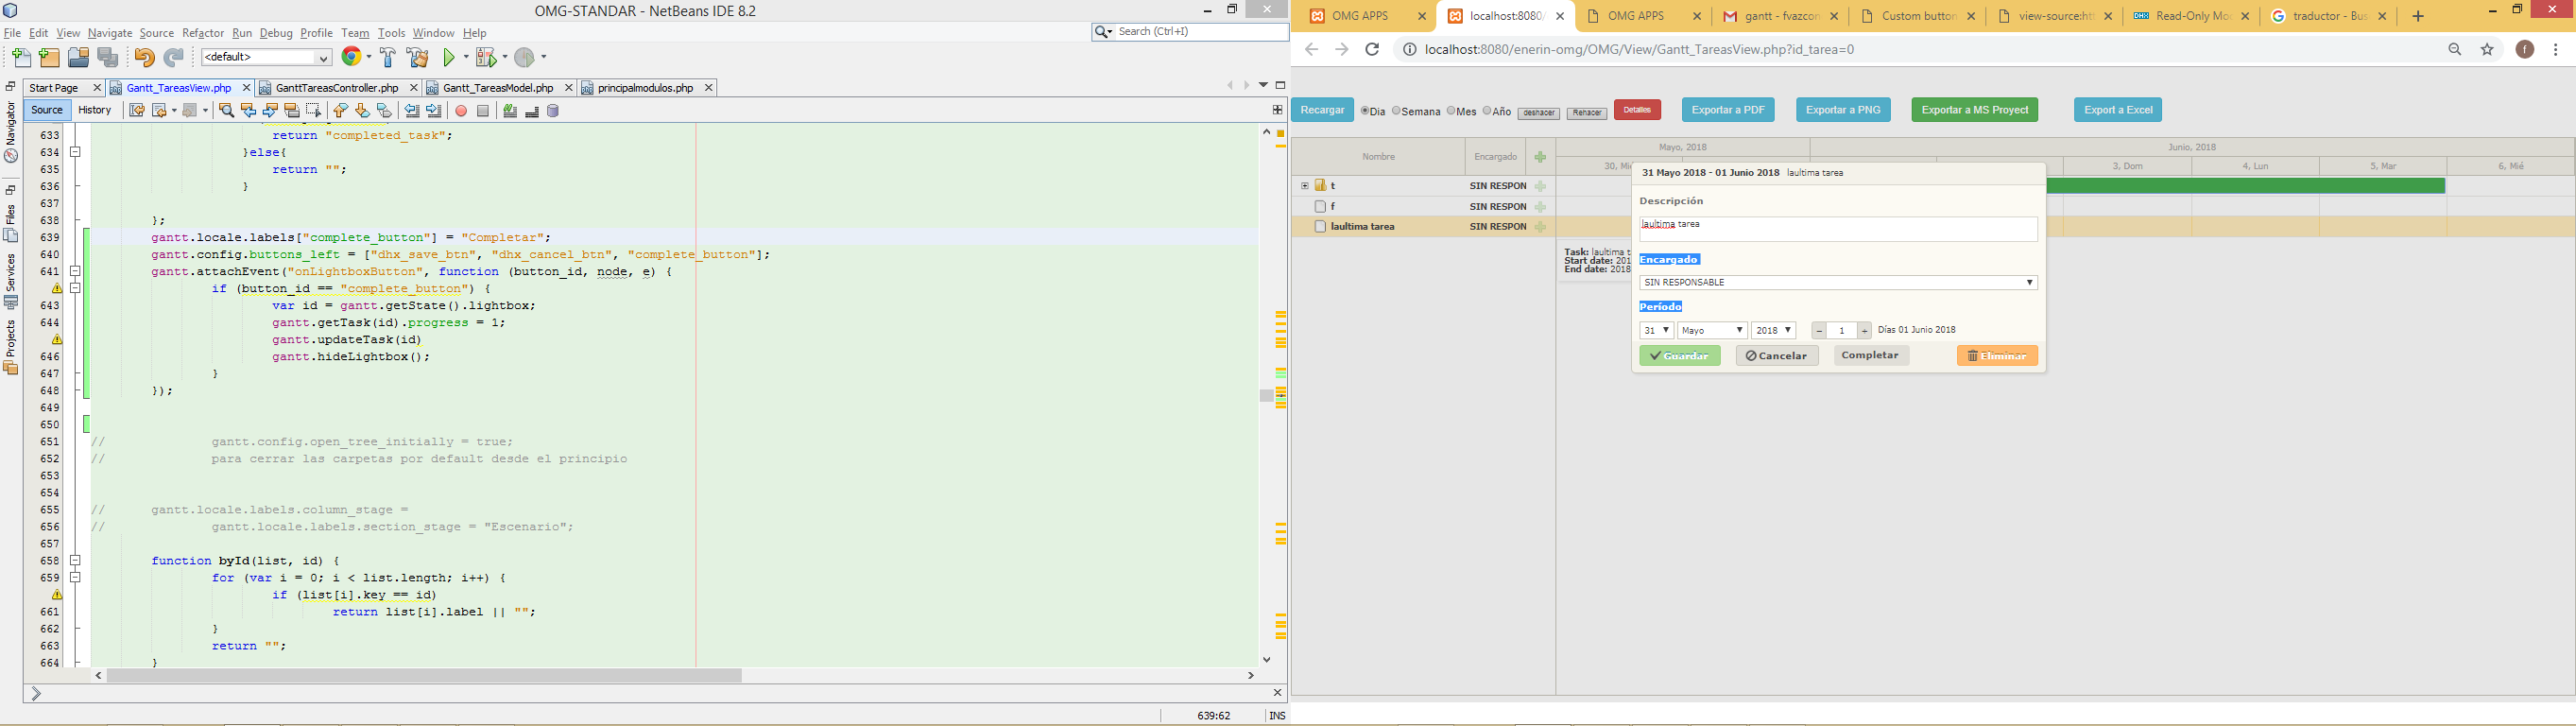 OMG-STANDAR - NetBeans IDE 8.2
File Edit View Navigate Source Refactor Run Debug Profile Team Tools Window Help
Search (Ctrl+I)
<default>
Start Page
Gantt_TareasView.php
GanttTareasController.php
Gantt_TareasModel.php
principalmodulos.php
Source History
Navigator
Files
Services
Projects
633 return "completed_task";
634 }else{
635 return "";
636 }
637
638 };
639 gantt.locale.labels["complete_button"] = "Completar";
640 gantt.config.buttons_left = ["dhx_save_btn", "dhx_cancel_btn", "complete_button"];
641 gantt.attachEvent("onLightboxButton", function (button_id, node, e) {
if (button_id == "complete_button") {
643 var id = gantt.getState().lightbox;
644 gantt.getTask(id).progress = 1;
gantt.updateTask(id)
646 gantt.hideLightbox();
647 }
648 });
649
650
651 // gantt.config.open_tree_initially = true;
652 // para cerrar las carpetas por default desde el principio
653
654
655 // gantt.locale.labels.column_stage =
656 // gantt.locale.labels.section_stage = "Escenario";
657
658 function byId(list, id) {
659 for (var i = 0; i < list.length; i++) {
if (list[i].key == id)
661 return list[i].label || "";
662 }
663 return "";
664 }
639:62 INS
OMG APPS
localhost:8080/
OMG APPS
gantt - fvazcon
Custom button
view-source:ht
Read-Only Mo
traductor - Bus
localhost:8080/enerin-omg/OMG/View/Gantt_TareasView.php?id_tarea=0
f
Recargar
Dia Semana Mes Año
deshacer
Rehacer
Detalles
Exportar a PDF
Exportar a PNG
Exportar a MS Proyect
Export a Excel
Nombre Encargado
Mayo, 2018 Junio, 2018
30, Mié 3, Dom 4, Lun 5, Mar 6, Mié
t SIN RESPON
f SIN RESPON
laultima tarea SIN RESPON
Task: laultima t
Start date: 201
End date: 2018
31 Mayo 2018 - 01 Junio 2018 laultima tarea
Descripción
laultima tarea
Encargado
SIN RESPONSABLE
Período
31 Mayo 2018 − 1 + Días 01 Junio 2018
Guardar Cancelar Completar Eliminar